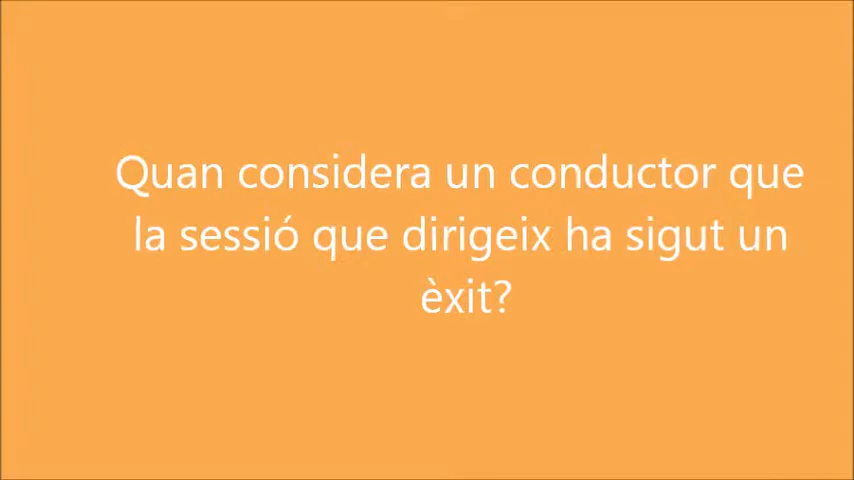 Quan considera un conductor que
la sessió que dirigeix ha sigut un
èxit?